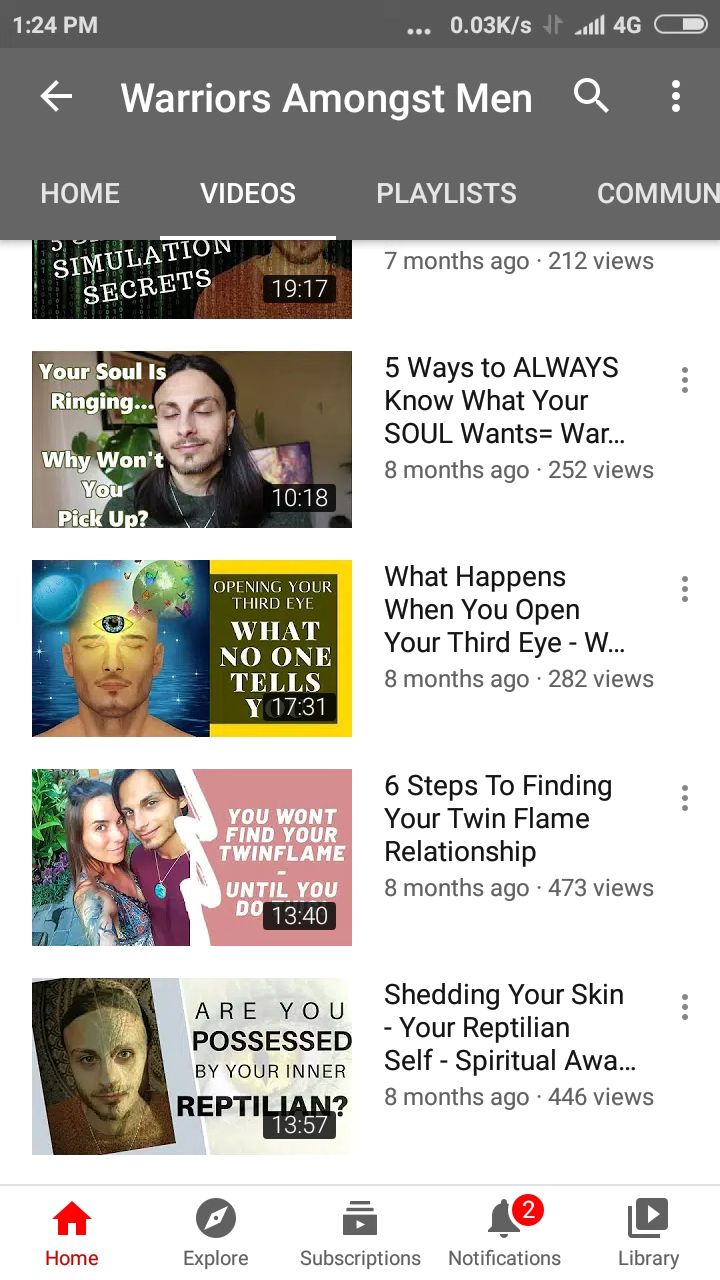 1:24 PM ... 0.03K/s 4G
Warriors Amongst Men
HOME VIDEOS PLAYLISTS COMMUN
SIMULATION
SECRETS
19:17
7 months ago · 212 views
Your Soul Is
Ringing...
Why Won't
You
Pick Up?
10:18
5 Ways to ALWAYS
Know What Your
SOUL Wants= War...
8 months ago · 252 views
OPENING YOUR
THIRD EYE
WHAT
NO ONE
TELLS
17:31
What Happens
When You Open
Your Third Eye - W...
8 months ago · 282 views
YOU WONT
FIND YOUR
TWINFLAME
-
UNTIL YOU
DO
13:40
6 Steps To Finding
Your Twin Flame
Relationship
8 months ago · 473 views
ARE YOU
POSSESSED
BY YOUR INNER
REPTILIAN?
13:57
Shedding Your Skin
- Your Reptilian
Self - Spiritual Awa...
8 months ago · 446 views
2
Home Explore Subscriptions Notifications Library